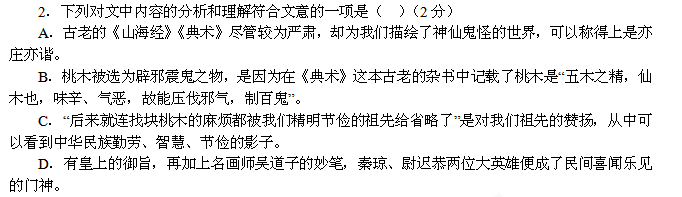 2．下列对文中内容的分析和理解符合文意的一项是（　）（2分）
A．古老的《山海经》《典术》尽管较为严肃，却为我们描绘了神仙鬼怪的世界，可以称得上是亦
庄亦谐。
B．桃木被选为辟邪震鬼之物，是因为在《典术》这本古老的杂书中记载了桃木是“五木之精，仙
木也，味辛、气恶，故能压伐邪气，制百鬼”。
C．“后来就连找块桃木的麻烦都被我们精明节俭的祖先给省略了”是对我们祖先的赞扬，从中可
以看到中华民族勤劳、智慧、节俭的影子。
D．有皇上的御旨，再加上名画师吴道子的妙笔，秦琼、尉迟恭两位大英雄便成了民间喜闻乐见
的门神。